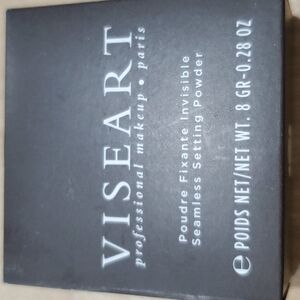 VISEART
professional makeup • paris
Poudre Fixante Invisible
Seamless Setting Powder
℮ POIDS NET/NET WT. 8 GR-0.28 OZ